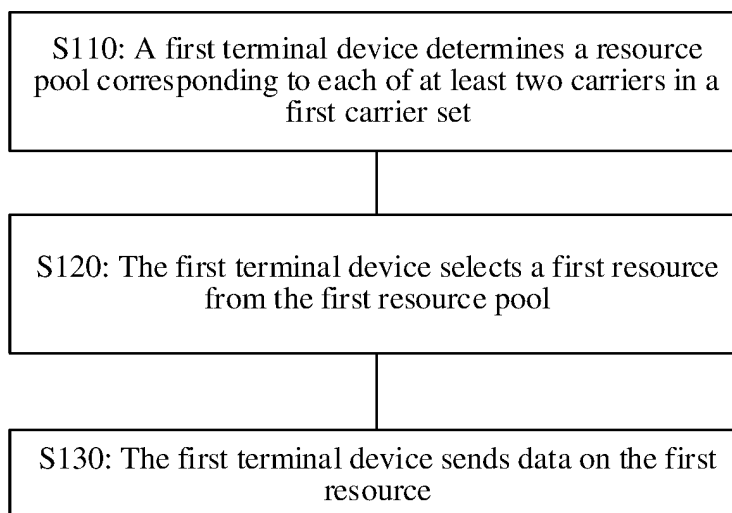 S110: A first terminal device determines a resource
pool corresponding to each of at least two carriers in a
first carrier set
S120: The first terminal device selects a first resource
from the first resource pool
S130: The first terminal device sends data on the first
resource